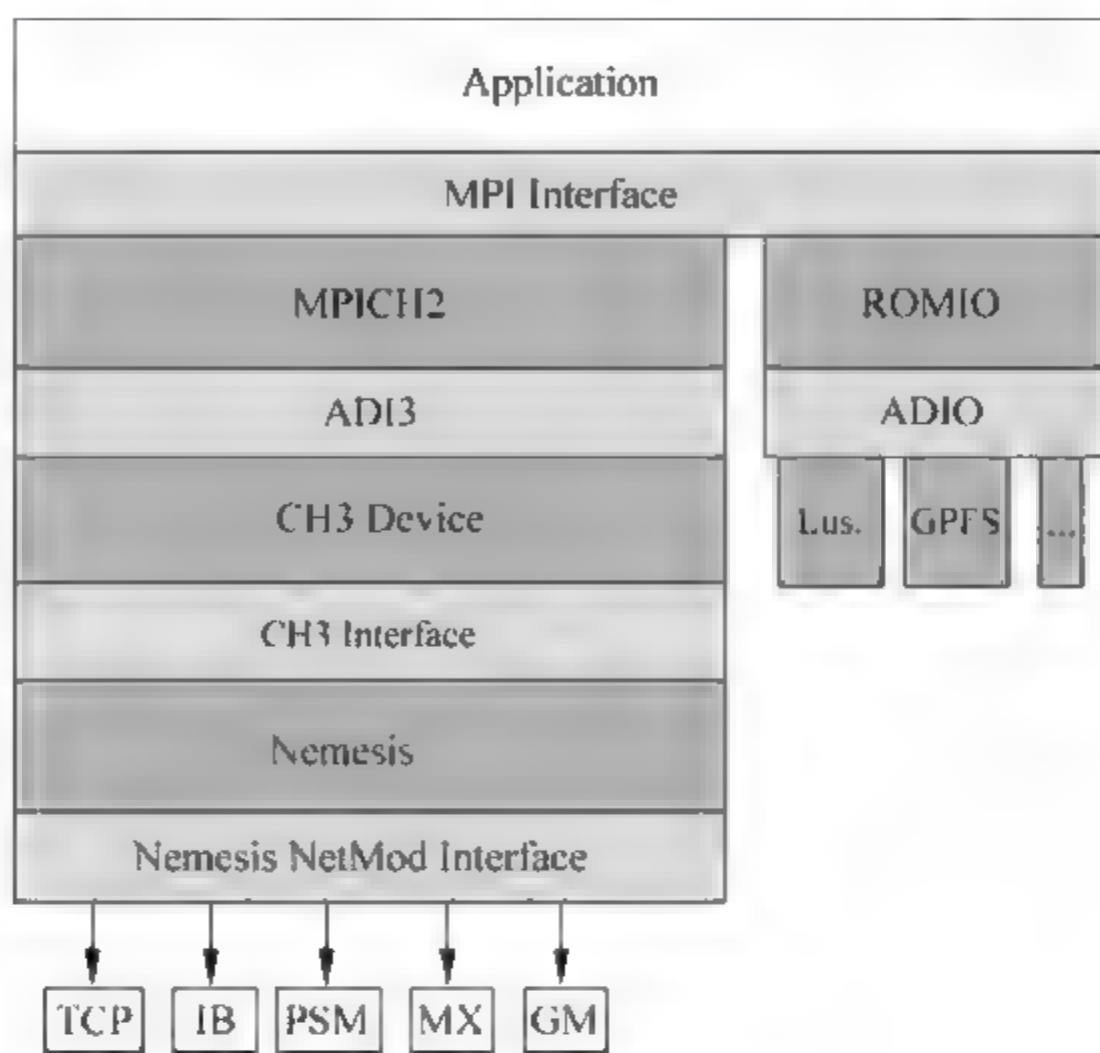 Application
MPI Interface
MPICH2
ROMIO
ADI3
ADIO
CH3 Device
Lus.
GPFS
...
CH3 Interface
Nemesis
Nemesis NetMod Interface
TCP
IB
PSM
MX
GM